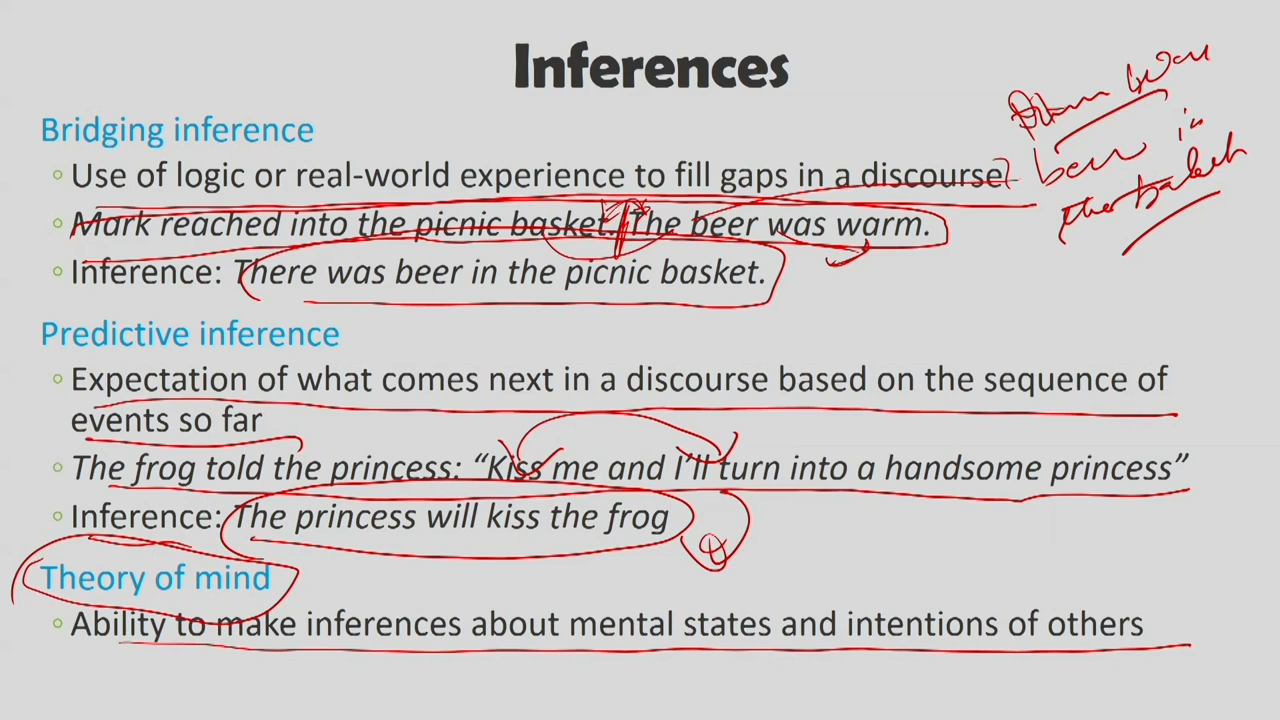 Inferences
Bridging inference
◦ Use of logic or real-world experience to fill gaps in a discourse
◦ Mark reached into the picnic basket. The beer was warm.
◦ Inference: There was beer in the picnic basket.
Predictive inference
◦ Expectation of what comes next in a discourse based on the sequence of
events so far
◦ The frog told the princess: “Kiss me and I’ll turn into a handsome princess”
◦ Inference: The princess will kiss the frog
Theory of mind
◦ Ability to make inferences about mental states and intentions of others
beer in
the basket